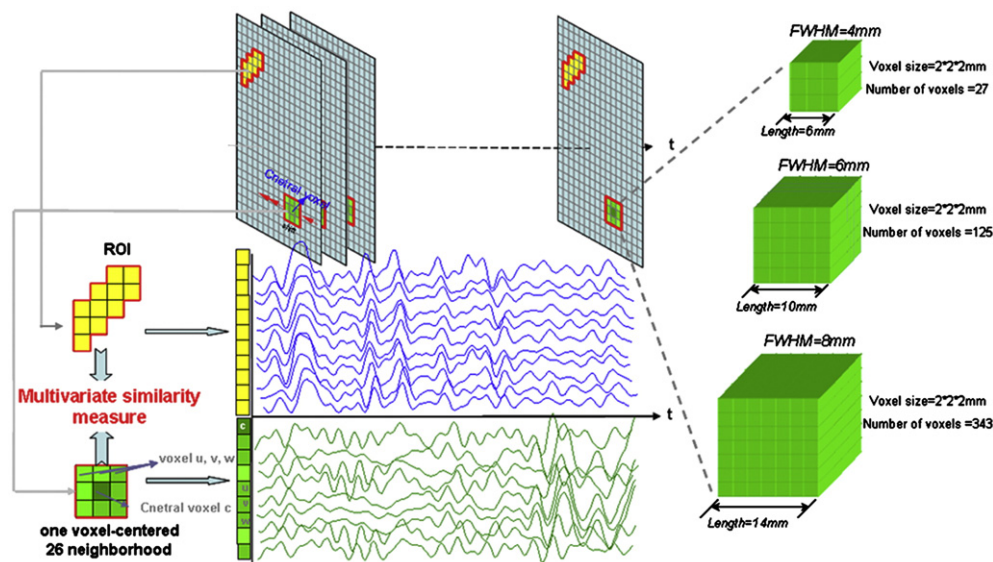 FWHM=4mm
Voxel size=2*2*2mm
Number of voxels =27
Length=6mm
t
Cnetral voxel
FWHM=6mm
Voxel size=2*2*2mm
Number of voxels =125
Length=10mm
ROI
Multivariate similarity
measure
FWHM=8mm
Voxel size=2*2*2mm
Number of voxels =343
Length=14mm
t
c
u
v
w
voxel u, v, w
Cnetral voxel c
one voxel-centered
26 neighborhood